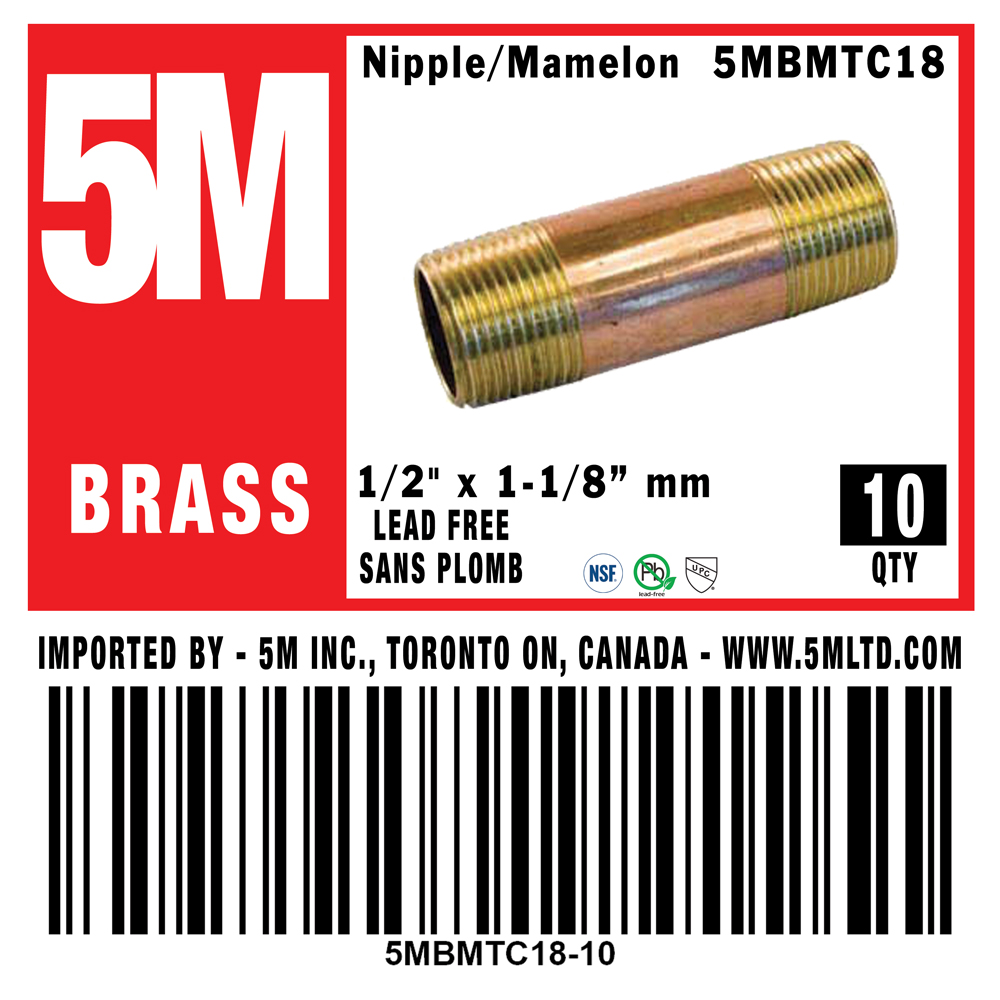 5M
Nipple/Mamelon 5MBMTC18
BRASS
1/2" x 1-1/8” mm
LEAD FREE
SANS PLOMB
NSF.
Pb
lead-free
UPC
10
QTY
IMPORTED BY - 5M INC., TORONTO ON, CANADA - WWW.5MLTD.COM
5MBMTC18-10